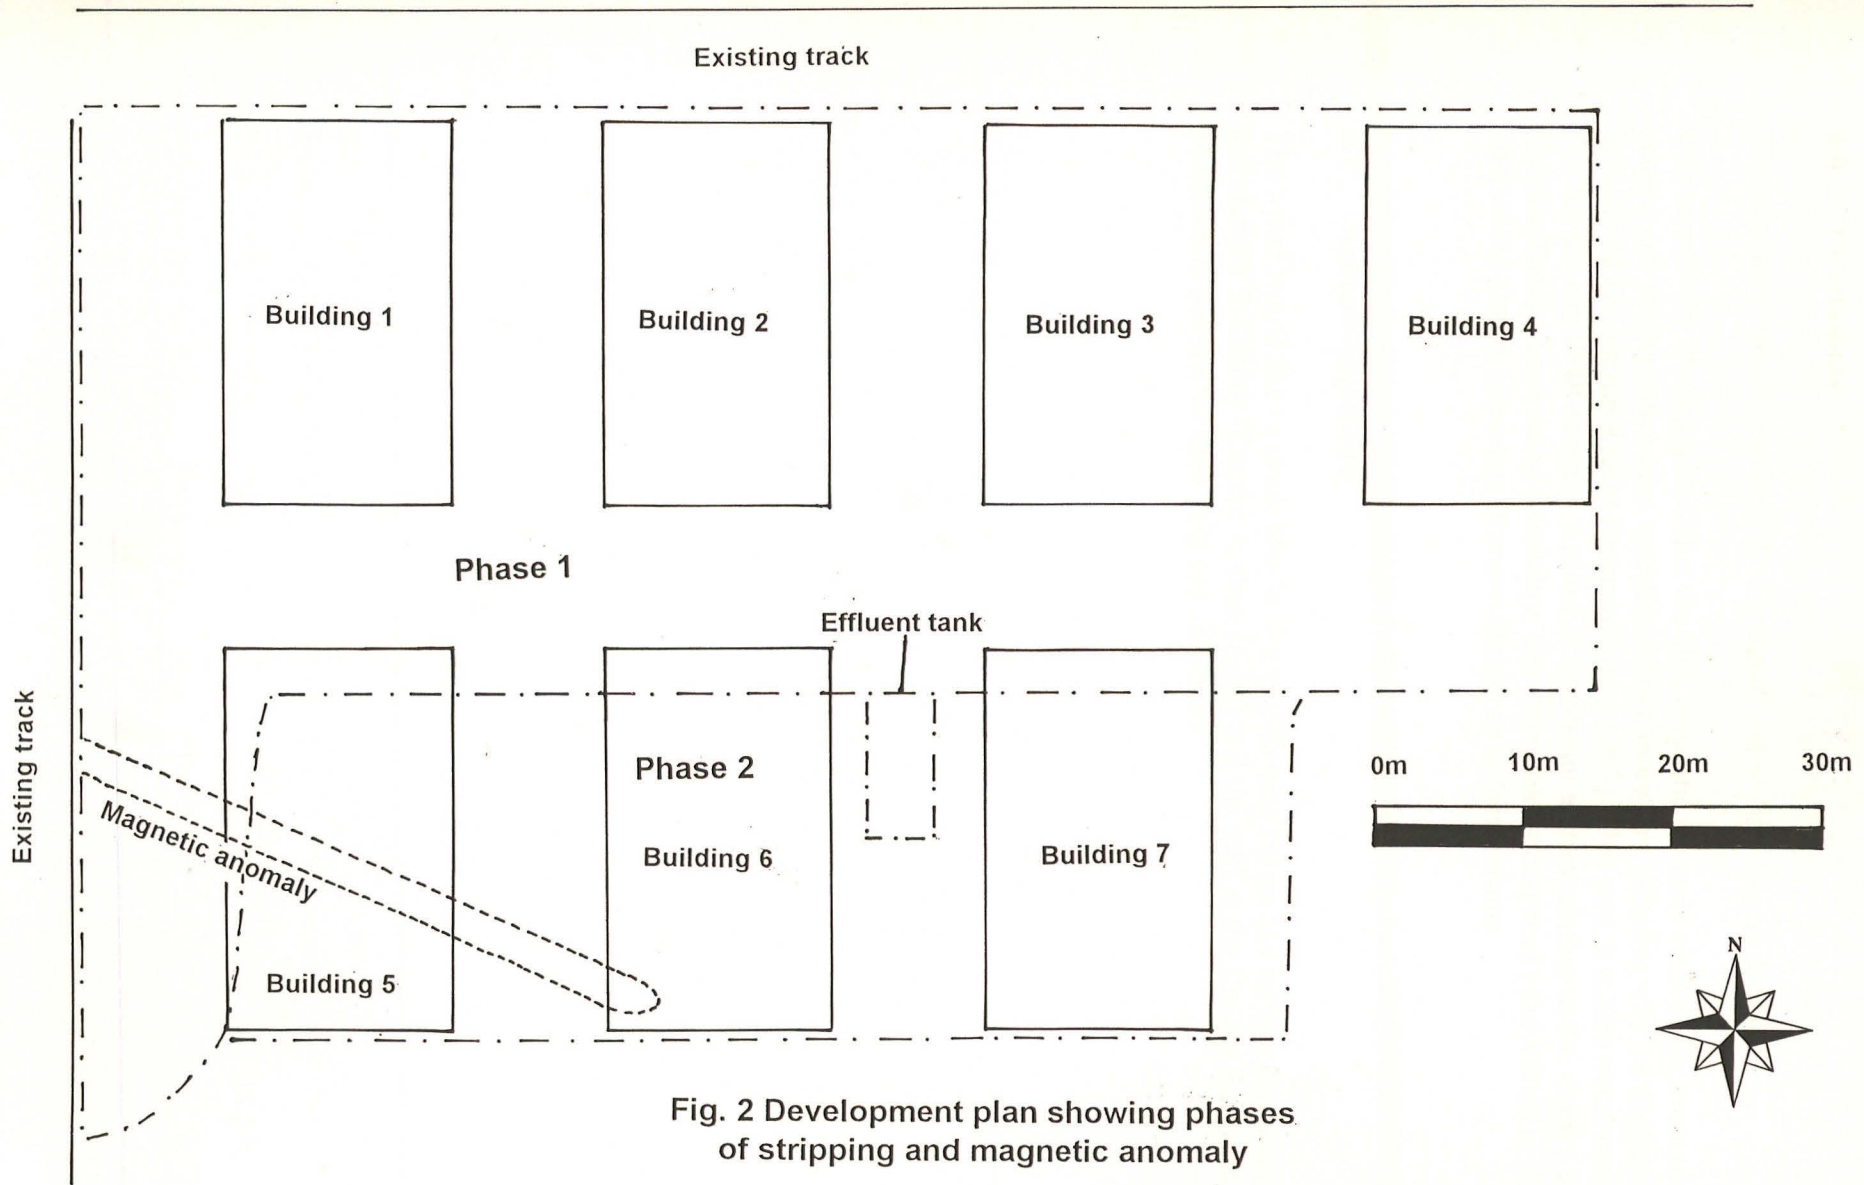 Existing track
Building 1
Building 2
Building 3
Building 4
Phase 1
Effluent tank
Existing track
Phase 2
0m 10m 20m 30m
Magnetic anomaly
Building 6
Building 7
Building 5
N
Fig. 2 Development plan showing phases
of stripping and magnetic anomaly